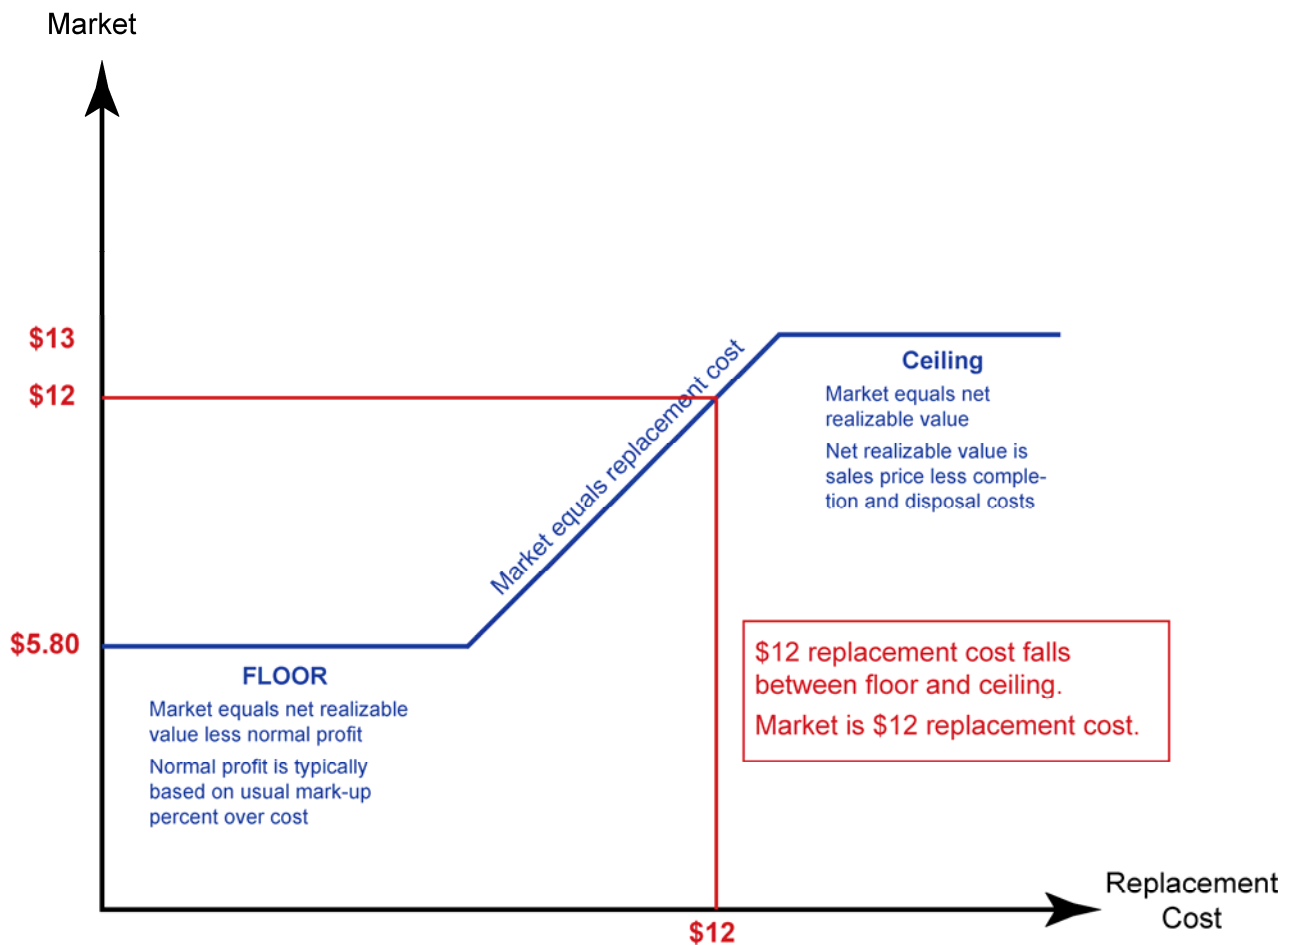 Market
$13
$12
$5.80
Market equals replacement cost
Ceiling
Market equals net
realizable value
Net realizable value is
sales price less comple-
tion and disposal costs
FLOOR
Market equals net realizable
value less normal profit
Normal profit is typically
based on usual mark-up
percent over cost
$12 replacement cost falls
between floor and ceiling.
Market is $12 replacement cost.
Replacement
Cost
$12